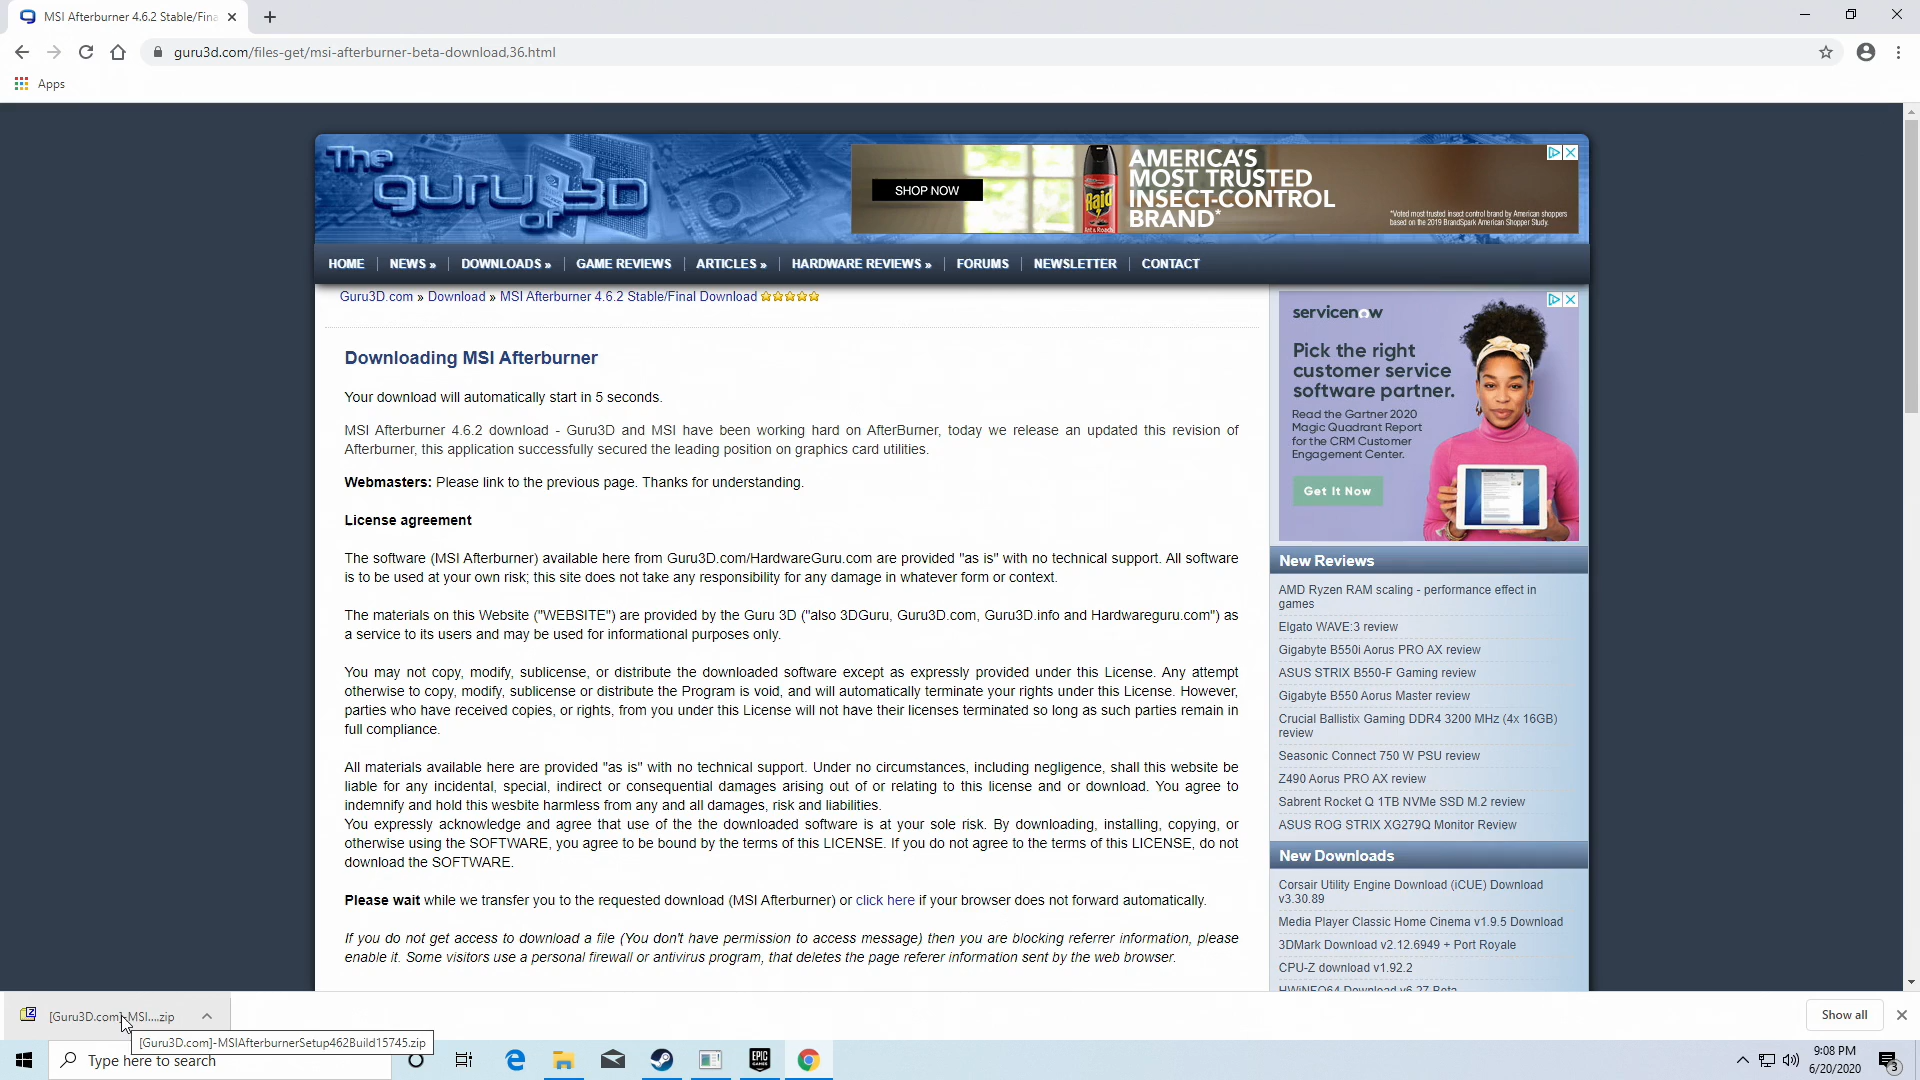 MSI Afterburner 4.6.2 Stable/Fina
guru3d.com/files-get/msi-afterburner-beta-download,36.html
Apps
The guru of 3D
SHOP NOW
AMERICA'S
MOST TRUSTED
INSECT-CONTROL
BRAND*
Raid
Ant & Roach
*Voted most trusted insect control brand by American shoppers
based on the 2019 BrandSpark American Shopper Study.
HOME NEWS » DOWNLOADS » GAME REVIEWS ARTICLES » HARDWARE REVIEWS » FORUMS NEWSLETTER CONTACT
Guru3D.com » Download » MSI Afterburner 4.6.2 Stable/Final Download
Downloading MSI Afterburner
Your download will automatically start in 5 seconds.
MSI Afterburner 4.6.2 download - Guru3D and MSI have been working hard on AfterBurner, today we release an updated this revision of
Afterburner, this application successfully secured the leading position on graphics card utilities.
Webmasters: Please link to the previous page. Thanks for understanding.
License agreement
The software (MSI Afterburner) available here from Guru3D.com/HardwareGuru.com are provided "as is" with no technical support. All software
is to be used at your own risk; this site does not take any responsibility for any damage in whatever form or context.
The materials on this Website ("WEBSITE") are provided by the Guru 3D ("also 3DGuru, Guru3D.com, Guru3D.info and Hardwareguru.com") as
a service to its users and may be used for informational purposes only.
You may not copy, modify, sublicense, or distribute the downloaded software except as expressly provided under this License. Any attempt
otherwise to copy, modify, sublicense or distribute the Program is void, and will automatically terminate your rights under this License. However,
parties who have received copies, or rights, from you under this License will not have their licenses terminated so long as such parties remain in
full compliance.
All materials available here are provided "as is" with no technical support. Under no circumstances, including negligence, shall this website be
liable for any incidental, special, indirect or consequential damages arising out of or relating to this license and or download. You agree to
indemnify and hold this wesbite harmless from any and all damages, risk and liabilities.
You expressly acknowledge and agree that use of the the downloaded software is at your sole risk. By downloading, installing, copying, or
otherwise using the SOFTWARE, you agree to be bound by the terms of this LICENSE. If you do not agree to the terms of this LICENSE, do not
download the SOFTWARE.
Please wait while we transfer you to the requested download (MSI Afterburner) or click here if your browser does not forward automatically.
If you do not get access to download a file (You don't have permission to access message) then you are blocking referrer information, please
enable it. Some visitors use a personal firewall or antivirus program, that deletes the page referer information sent by the web browser.
servicenow
Pick the right
customer service
software partner.
Read the Gartner 2020
Magic Quadrant Report
for the CRM Customer
Engagement Center.
Get It Now
New Reviews
AMD Ryzen RAM scaling - performance effect in
games
Elgato WAVE:3 review
Gigabyte B550i Aorus PRO AX review
ASUS STRIX B550-F Gaming review
Gigabyte B550 Aorus Master review
Crucial Ballistix Gaming DDR4 3200 MHz (4x 16GB)
review
Seasonic Connect 750 W PSU review
Z490 Aorus PRO AX review
Sabrent Rocket Q 1TB NVMe SSD M.2 review
ASUS ROG STRIX XG279Q Monitor Review
New Downloads
Corsair Utility Engine Download (iCUE) Download
v3.30.89
Media Player Classic Home Cinema v1.9.5 Download
3DMark Download v2.12.6949 + Port Royale
CPU-Z download v1.92.2
HWiNFO64 Download v6.27 Beta
[Guru3D.com]-MSI....zip
Show all
[Guru3D.com]-MSIAfterburnerSetup462Build15745.zip
Type here to search
EPIC
GAMES
9:08 PM
6/20/2020
3